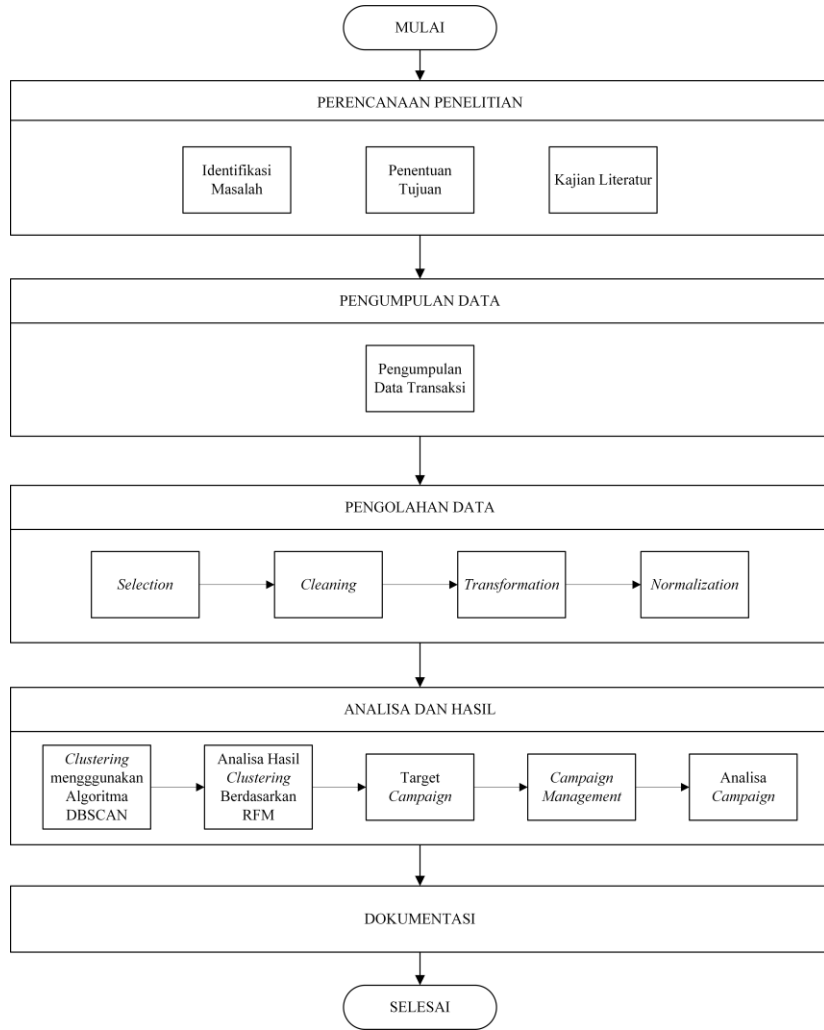 MULAI
PERENCANAAN PENELITIAN
Identifikasi
Masalah
Penentuan
Tujuan
Kajian Literatur
PENGUMPULAN DATA
Pengumpulan
Data Transaksi
PENGOLAHAN DATA
Selection
Cleaning
Transformation
Normalization
ANALISA DAN HASIL
Clustering
mengggunakan
Algoritma
DBSCAN
Analisa Hasil
Clustering
Berdasarkan
RFM
Target
Campaign
Campaign
Management
Analisa
Campaign
DOKUMENTASI
SELESAI